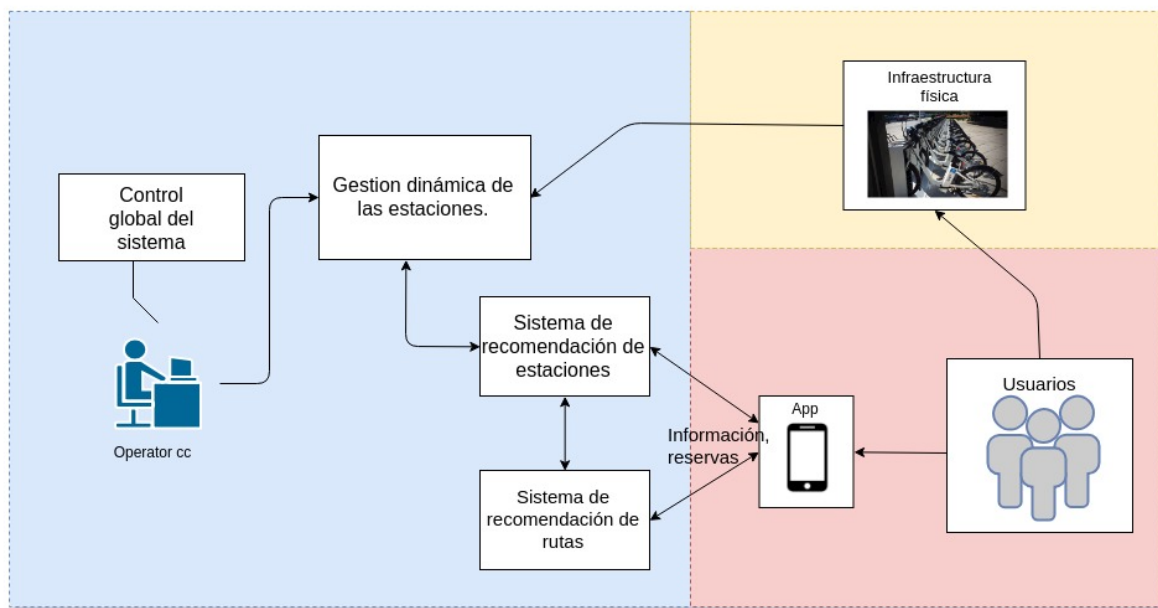 Infraestructura
física
Gestion dinámica de
las estaciones.
Control
global del
sistema
Sistema de
recomendación de
estaciones
Usuarios
App
Información,
reservas
Operator cc
Sistema de
recomendación de
rutas